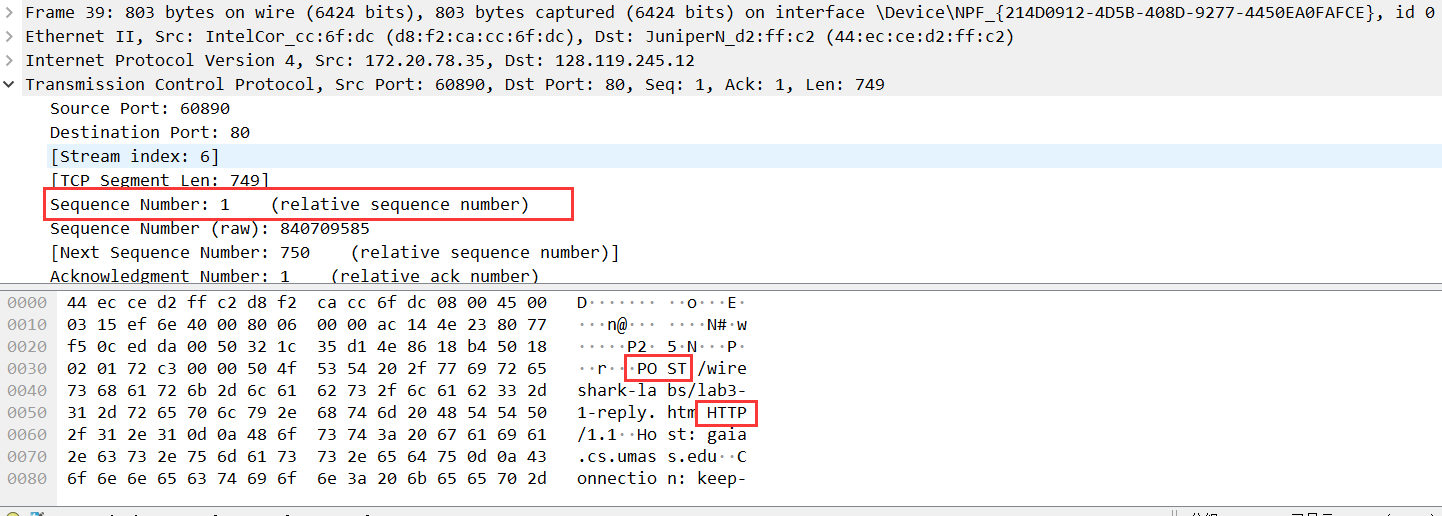 Frame 39: 803 bytes on wire (6424 bits), 803 bytes captured (6424 bits) on interface \Device\NPF_{214D0912-4D5B-408D-9277-4450EA0FAFCE}, id 0
Ethernet II, Src: IntelCor_cc:6f:dc (d8:f2:ca:cc:6f:dc), Dst: JuniperN_d2:ff:c2 (44:ec:ce:d2:ff:c2)
Internet Protocol Version 4, Src: 172.20.78.35, Dst: 128.119.245.12
Transmission Control Protocol, Src Port: 60890, Dst Port: 80, Seq: 1, Ack: 1, Len: 749
Source Port: 60890
Destination Port: 80
[Stream index: 6]
[TCP Segment Len: 749]
Sequence Number: 1    (relative sequence number)
Sequence Number (raw): 840709585
[Next Sequence Number: 750    (relative sequence number)]
Acknowledgment Number: 1    (relative ack number)
0000  44 ec ce d2 ff c2 d8 f2  ca cc 6f dc 08 00 45 00  D······· ··o···E·
0010  03 15 ef 6e 40 00 80 06  00 00 ac 14 4e 23 80 77  ···n@··· ····N#·w
0020  f5 0c ed da 00 50 32 1c  35 d1 4e 86 18 b4 50 18  ·····P2· 5·N···P·
0030  02 01 72 c3 00 00 50 4f  53 54 20 2f 77 69 72 65  ··r···PO ST /wire
0040  73 68 61 72 6b 2d 6c 61  62 73 2f 6c 61 62 33 2d  shark-la bs/lab3-
0050  31 2d 72 65 70 6c 79 2e  68 74 6d 20 48 54 54 50  1-reply. htm HTTP
0060  2f 31 2e 31 0d 0a 48 6f  73 74 3a 20 67 61 69 61  /1.1··Ho st: gaia
0070  2e 63 73 2e 75 6d 61 73  73 2e 65 64 75 0d 0a 43  .cs.umas s.edu··C
0080  6f 6e 6e 65 63 74 69 6f  6e 3a 20 6b 65 65 70 2d  onnectio n: keep-